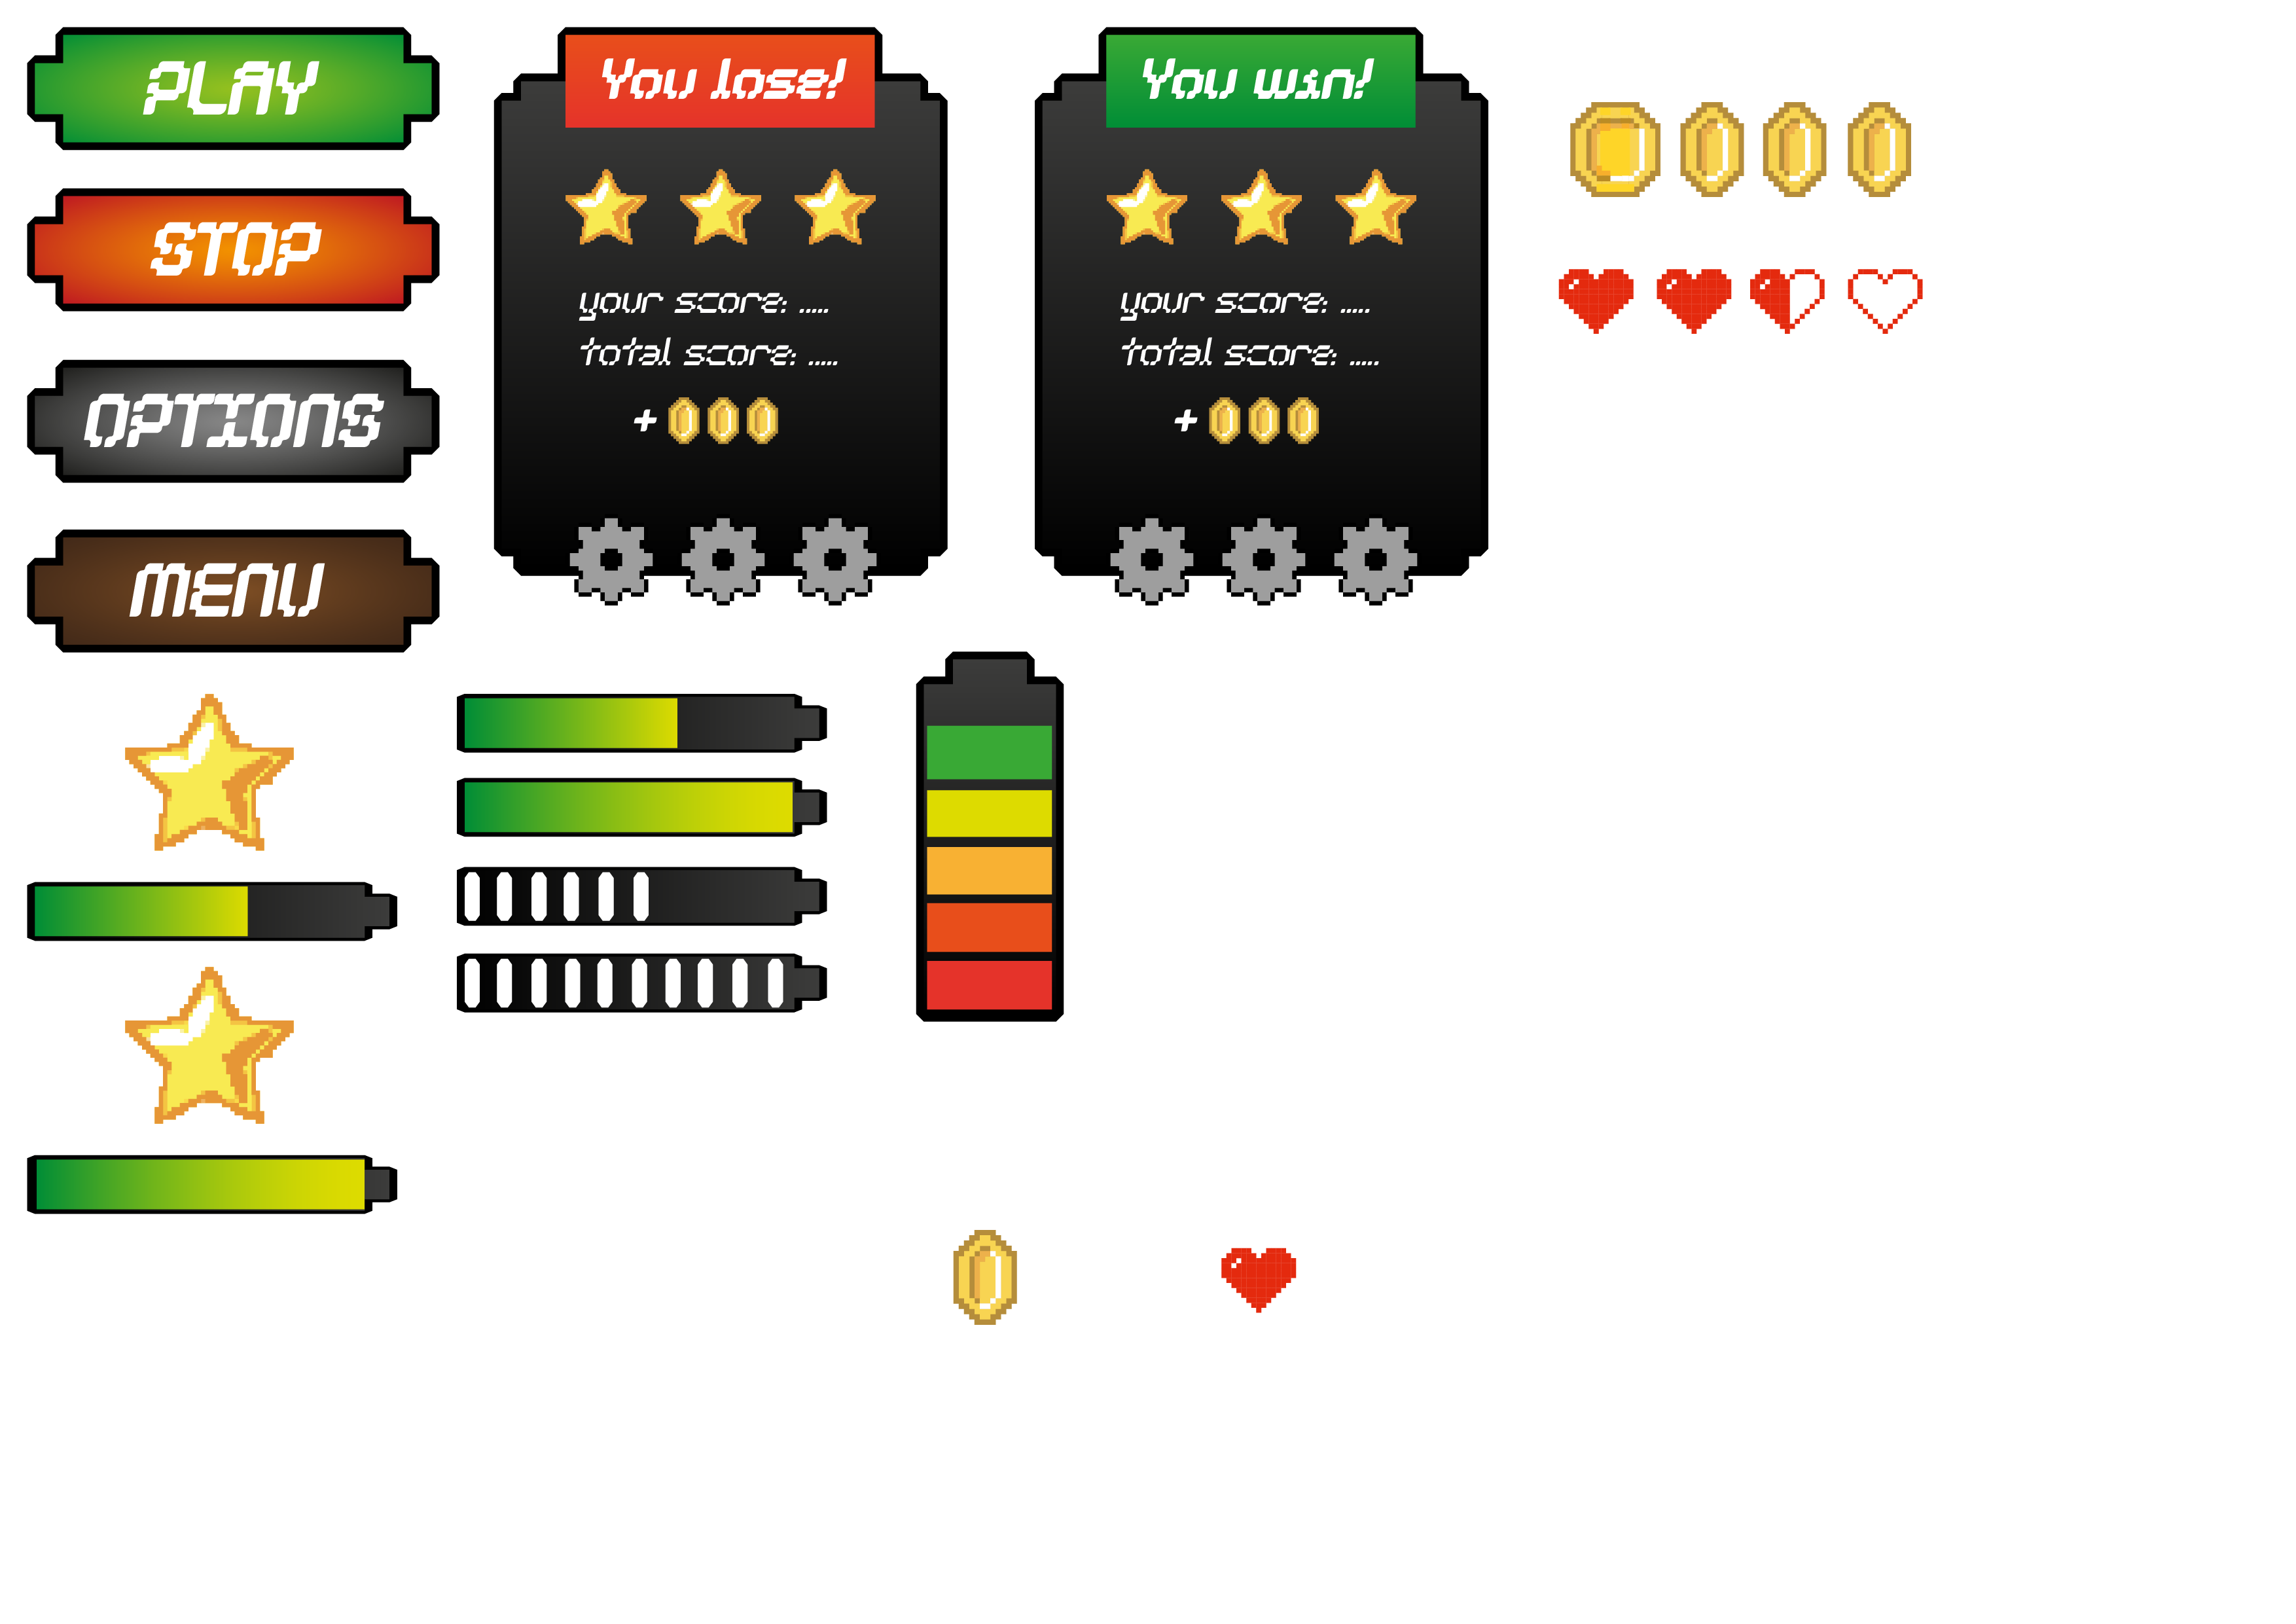 PLAY
STOP
OPTIONS
MENU
You lose!
your score: .....
total score: .....
+
You win!
your score: .....
total score: .....
+